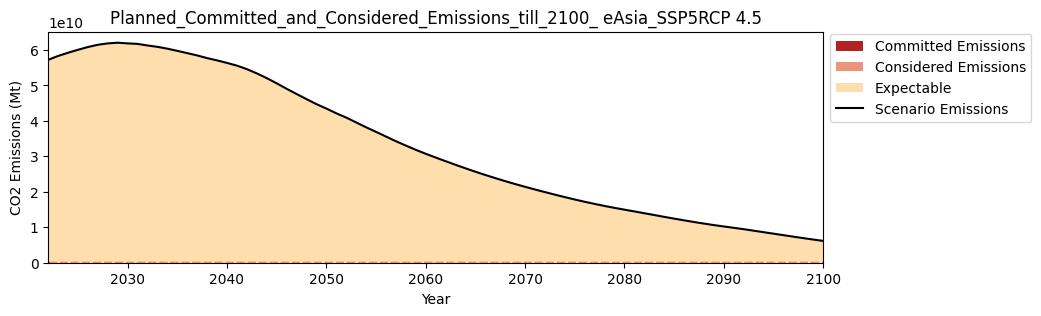 Planned_Committed_and_Considered_Emissions_till_2100_ eAsia_SSP5RCP 4.5
1e10
6
5
4
3
2
1
0
CO2 Emissions (Mt)
2030 2040 2050 2060 2070 2080 2090 2100
Year
Committed Emissions
Considered Emissions
Expectable
Scenario Emissions